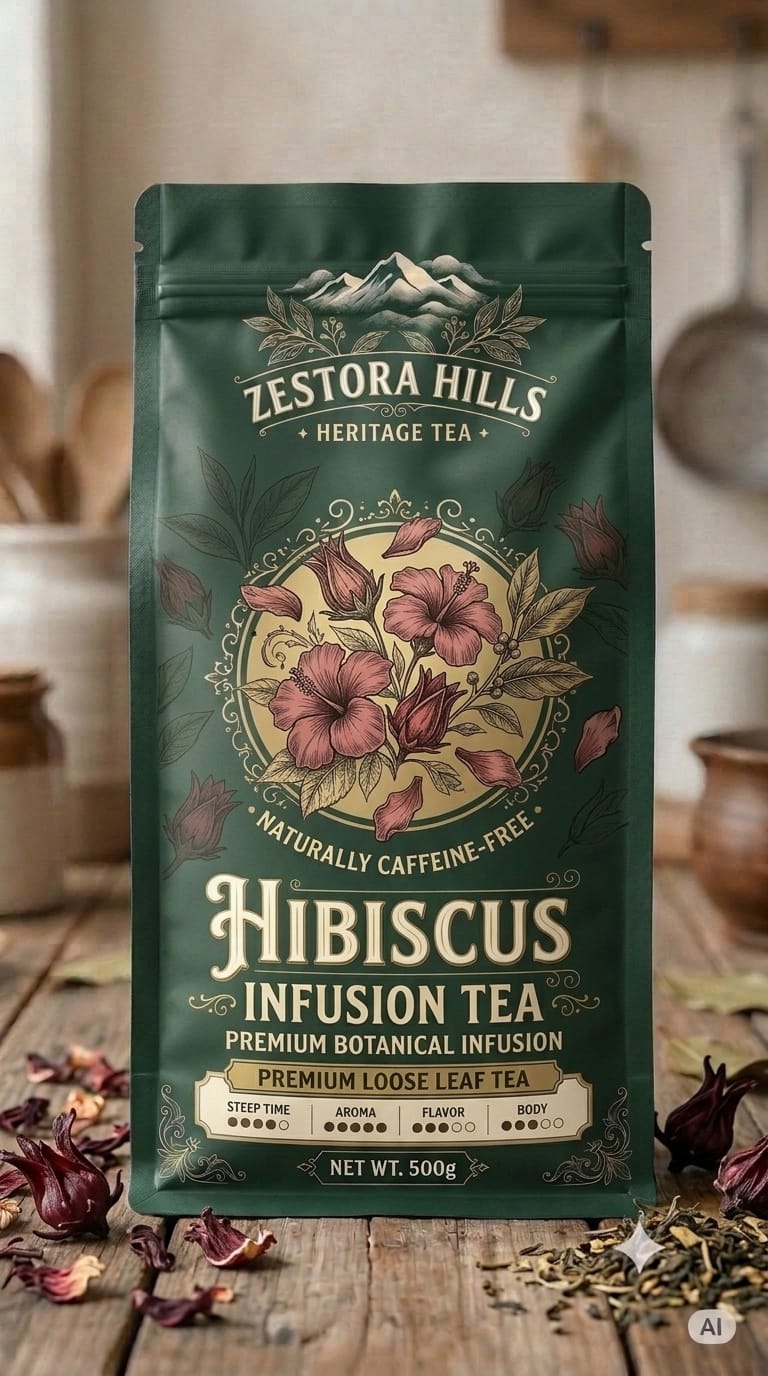 ZESTORA HILLS
HERITAGE TEA
NATURALLY CAFFEINE-FREE
HIBISCUS
INFUSION TEA
PREMIUM BOTANICAL INFUSION
PREMIUM LOOSE LEAF TEA
STEEP TIME AROMA FLAVOR BODY
NET WT. 500g
AI